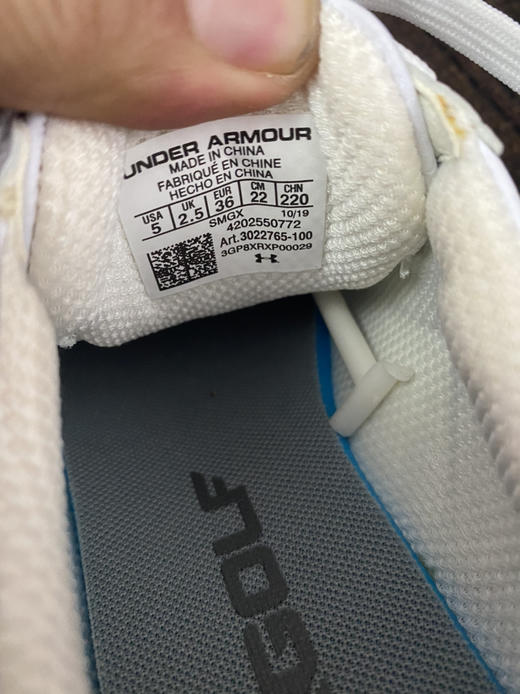 UNDER ARMOUR
MADE IN CHINA
FABRIQUÉ EN CHINE
HECHO EN CHINA
USA UK EUR CM CHN
5 2.5 36 22 220
SMGX 10/19
4202550772
Art.3022765-100
3GP8XRXP00029
GOLF